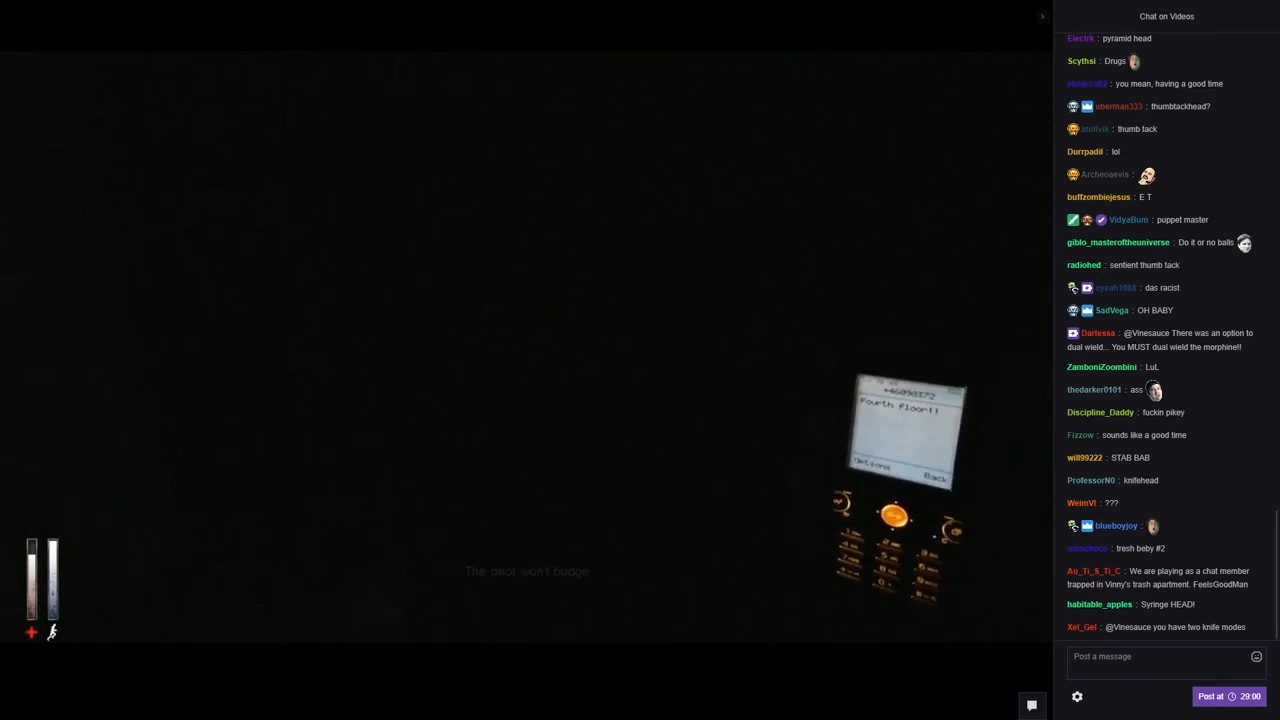 +46098372
Fourth floor!!
Options
Back
The door won't budge
Chat on Videos
Electrk : pyramid head
Scythsi : Drugs
: you mean, having a good time
uberman333 : thumbtackhead?
atolivik : thumb tack
Durrpadil : lol
Archeoaevis :
buffzombiejesus : E T
VidyaBum : puppet master
giblo_masteroftheuniverse : Do it or no balls
radiohed : sentient thumb tack
oyeah1988 : das racist
SadVega : OH BABY
Dartessa : @Vinesauce There was an option to
dual wield... You MUST dual wield the morphine!!
ZamboniZoombini : LuL
thedarker0101 : ass
Discipline_Daddy : fuckin pikey
Fizzow : sounds like a good time
will99222 : STAB BAB
ProfessorN0 : knifehead
WeimVI : ???
blueboyjoy :
: tresh beby #2
Au_Ti_S_Ti_C : We are playing as a chat member
trapped in Vinny's trash apartment. FeelsGoodMan
habitable_apples : Syringe HEAD!
Xel_Gel : @Vinesauce you have two knife modes
Post a message
Post at 29:00